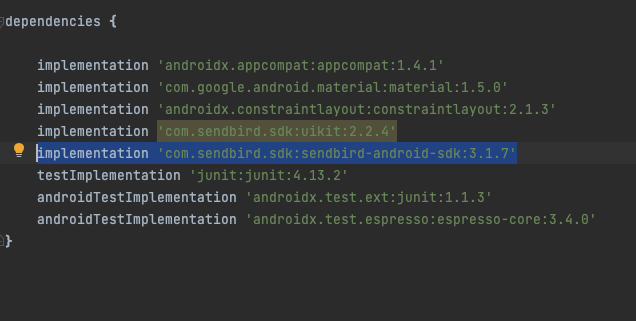 dependencies {
implementation 'androidx.appcompat:appcompat:1.4.1'
implementation 'com.google.android.material:material:1.5.0'
implementation 'androidx.constraintlayout:constraintlayout:2.1.3'
implementation 'com.sendbird.sdk:uikit:2.2.4'
implementation 'com.sendbird.sdk:sendbird-android-sdk:3.1.7'
testImplementation 'junit:junit:4.13.2'
androidTestImplementation 'androidx.test.ext:junit:1.1.3'
androidTestImplementation 'androidx.test.espresso:espresso-core:3.4.0'
}